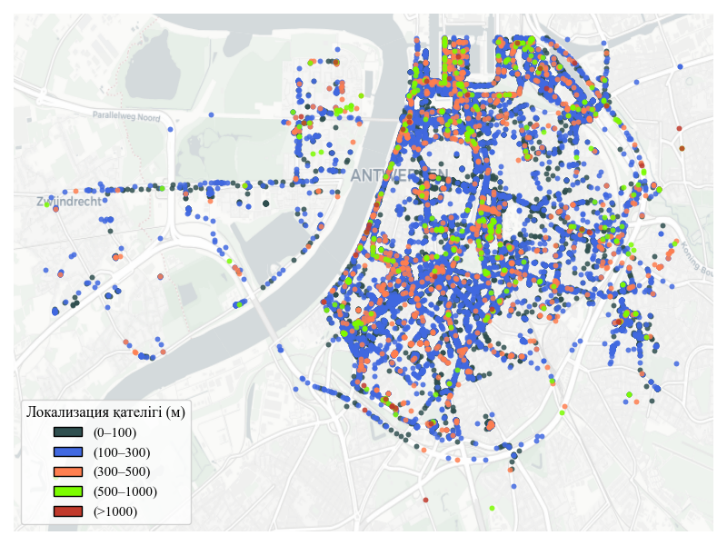 Parallelweg Noord
ANTWERPEN
Zwijndrecht
Локализация қателігі (м)
(0–100)
(100–300)
(300–500)
(500–1000)
(>1000)